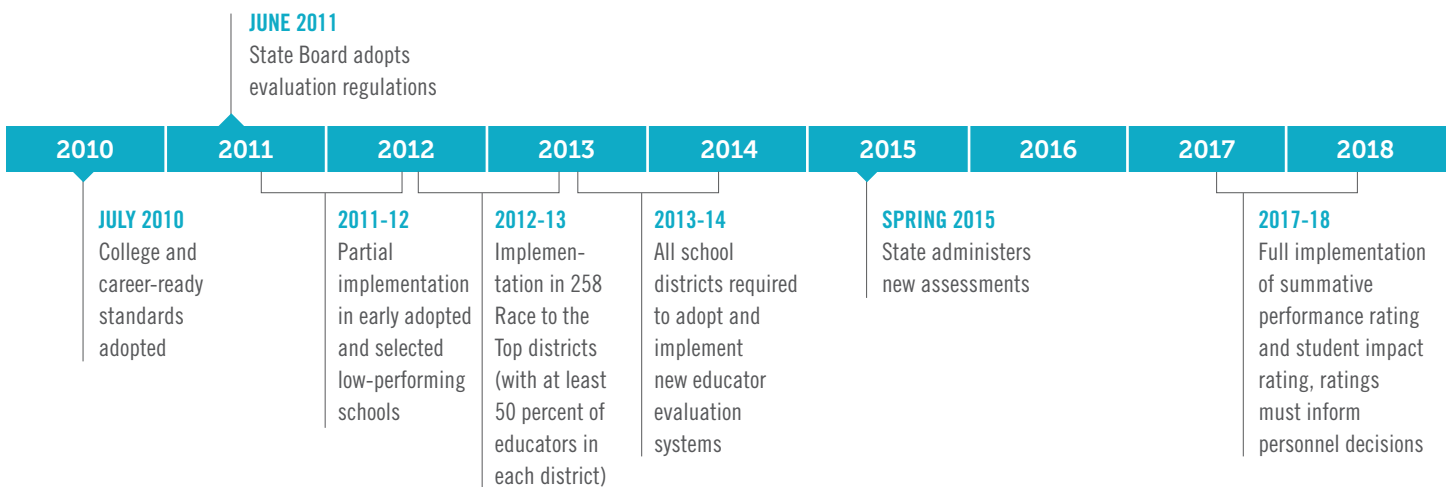 JUNE 2011
State Board adopts
evaluation regulations
2010 2011 2012 2013 2014 2015 2016 2017 2018
JULY 2010
College and
career-ready
standards
adopted
2011-12
Partial
implementation
in early adopted
and selected
low-performing
schools
2012-13
Implemen-
tation in 258
Race to the
Top districts
(with at least
50 percent of
educators in
each district)
2013-14
All school
districts required
to adopt and
implement
new educator
evaluation
systems
SPRING 2015
State administers
new assessments
2017-18
Full implementation
of summative
performance rating
and student impact
rating, ratings
must inform
personnel decisions